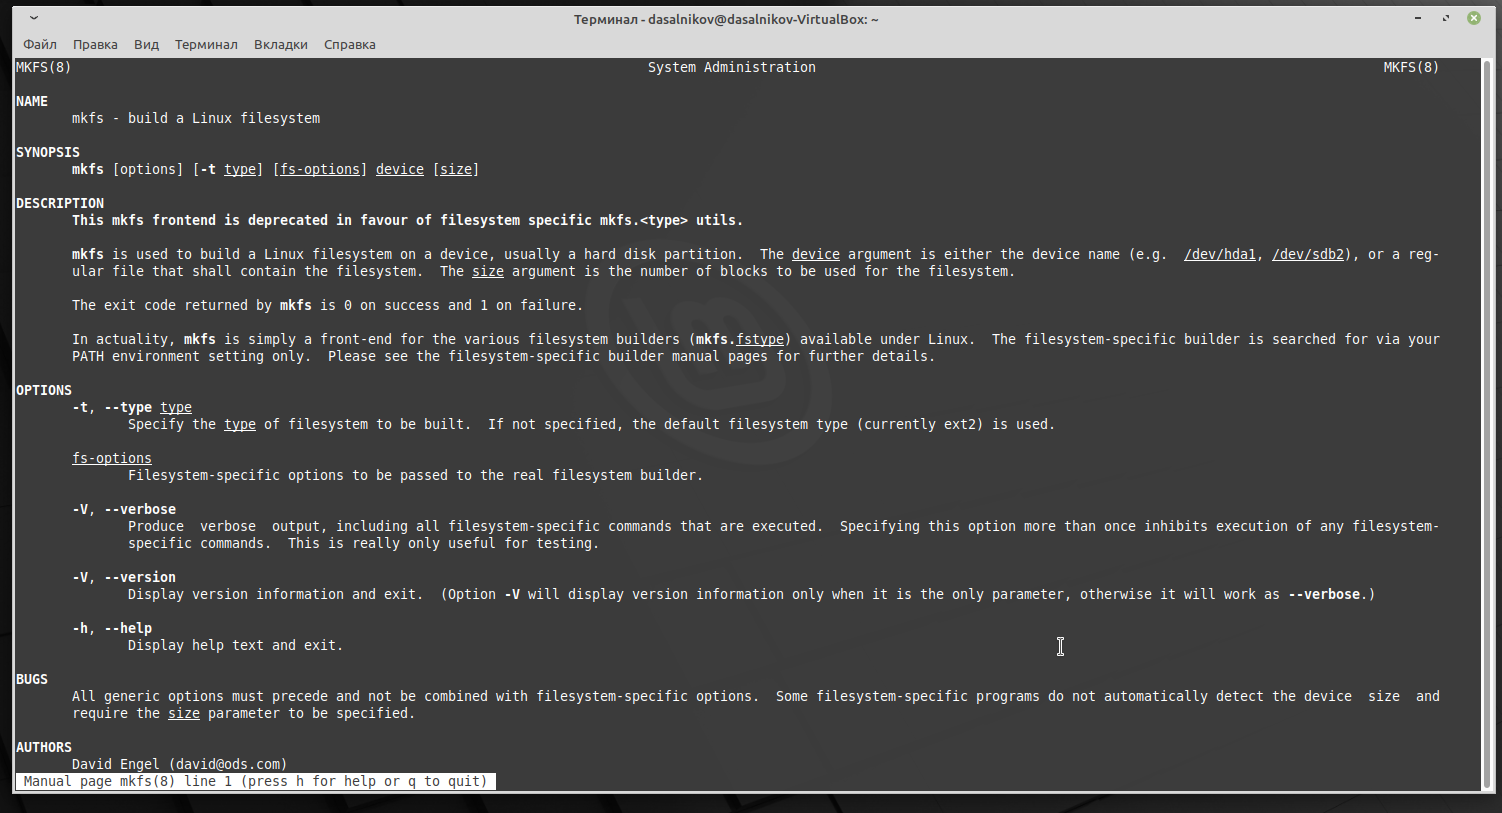 Терминал - dasalnikov@dasalnikov-VirtualBox: ~
Файл Правка Вид Терминал Вкладки Справка
MKFS(8) System Administration MKFS(8)
NAME
mkfs - build a Linux filesystem
SYNOPSIS
mkfs [options] [-t type] [fs-options] device [size]
DESCRIPTION
This mkfs frontend is deprecated in favour of filesystem specific mkfs.<type> utils.
mkfs is used to build a Linux filesystem on a device, usually a hard disk partition. The device argument is either the device name (e.g. /dev/hda1, /dev/sdb2), or a reg-
ular file that shall contain the filesystem. The size argument is the number of blocks to be used for the filesystem.
The exit code returned by mkfs is 0 on success and 1 on failure.
In actuality, mkfs is simply a front-end for the various filesystem builders (mkfs.fstype) available under Linux. The filesystem-specific builder is searched for via your
PATH environment setting only. Please see the filesystem-specific builder manual pages for further details.
OPTIONS
-t, --type type
Specify the type of filesystem to be built. If not specified, the default filesystem type (currently ext2) is used.
fs-options
Filesystem-specific options to be passed to the real filesystem builder.
-V, --verbose
Produce verbose output, including all filesystem-specific commands that are executed. Specifying this option more than once inhibits execution of any filesystem-
specific commands. This is really only useful for testing.
-V, --version
Display version information and exit. (Option -V will display version information only when it is the only parameter, otherwise it will work as --verbose.)
-h, --help
Display help text and exit.
BUGS
All generic options must precede and not be combined with filesystem-specific options. Some filesystem-specific programs do not automatically detect the device size and
require the size parameter to be specified.
AUTHORS
David Engel (david@ods.com)
Manual page mkfs(8) line 1 (press h for help or q to quit)